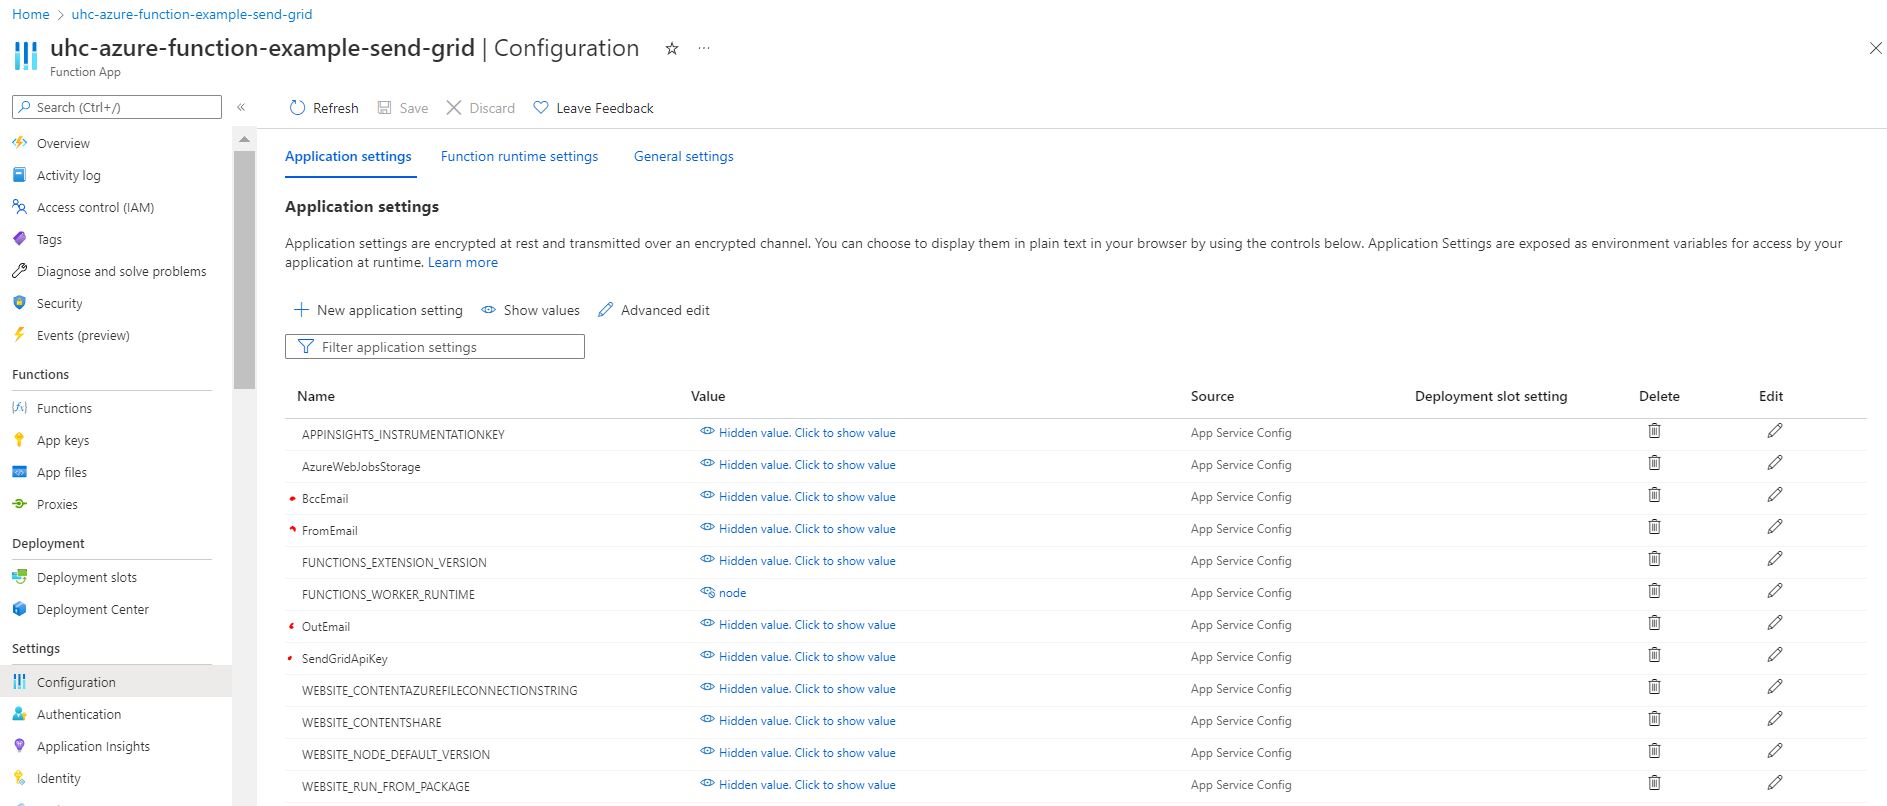 Home > uhc-azure-function-example-send-grid
uhc-azure-function-example-send-grid | Configuration
Function App
Search (Ctrl+/)
Overview
Activity log
Access control (IAM)
Tags
Diagnose and solve problems
Security
Events (preview)
Functions
Functions
App keys
App files
Proxies
Deployment
Deployment slots
Deployment Center
Settings
Configuration
Authentication
Application Insights
Identity
Refresh Save Discard Leave Feedback
Application settings Function runtime settings General settings
Application settings
Application settings are encrypted at rest and transmitted over an encrypted channel. You can choose to display them in plain text in your browser by using the controls below. Application Settings are exposed as environment variables for access by your
application at runtime. Learn more
New application setting Show values Advanced edit
Filter application settings
Name Value Source Deployment slot setting Delete Edit
APPINSIGHTS_INSTRUMENTATIONKEY Hidden value. Click to show value App Service Config
AzureWebJobsStorage Hidden value. Click to show value App Service Config
BccEmail Hidden value. Click to show value App Service Config
FromEmail Hidden value. Click to show value App Service Config
FUNCTIONS_EXTENSION_VERSION Hidden value. Click to show value App Service Config
FUNCTIONS_WORKER_RUNTIME node App Service Config
OutEmail Hidden value. Click to show value App Service Config
SendGridApiKey Hidden value. Click to show value App Service Config
WEBSITE_CONTENTAZUREFILECONNECTIONSTRING Hidden value. Click to show value App Service Config
WEBSITE_CONTENTSHARE Hidden value. Click to show value App Service Config
WEBSITE_NODE_DEFAULT_VERSION Hidden value. Click to show value App Service Config
WEBSITE_RUN_FROM_PACKAGE Hidden value. Click to show value App Service Config